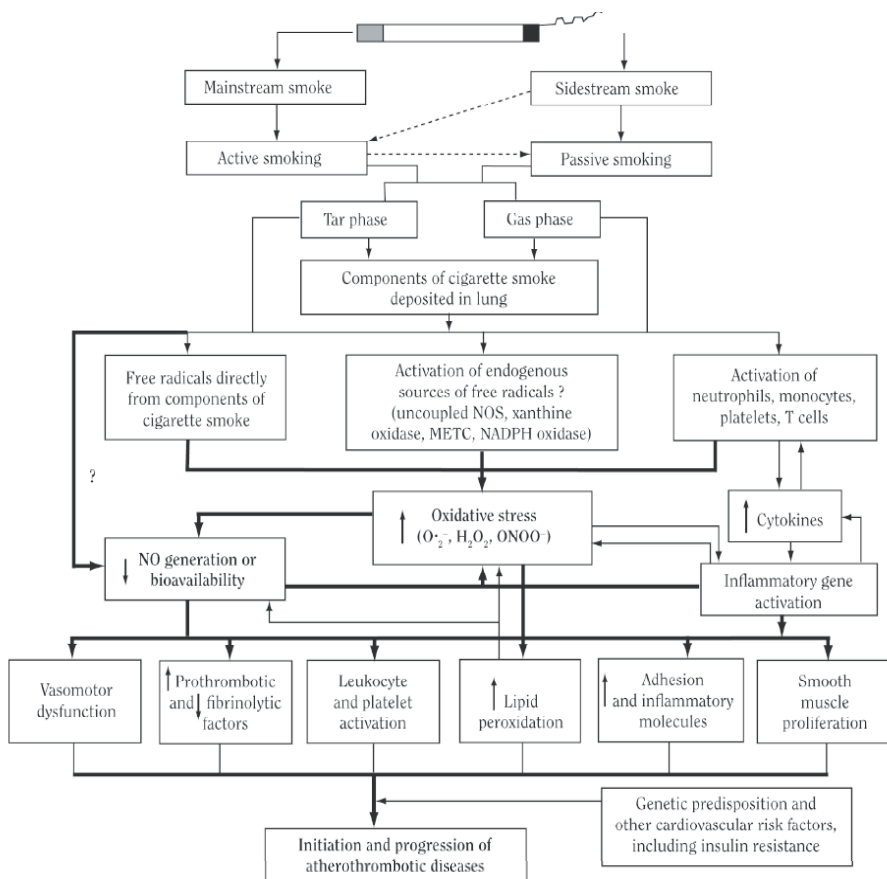 Mainstream smoke
Sidestream smoke
Active smoking
Passive smoking
Tar phase
Gas phase
Components of cigarette smoke
deposited in lung
Free radicals directly
from components of
cigarette smoke
Activation of endogenous
sources of free radicals ?
(uncoupled NOS, xanthine
oxidase, METC, NADPH oxidase)
Activation of
neutrophils, monocytes,
platelets, T cells
?
↑ Oxidative stress
(O·₂⁻, H₂O₂, ONOO⁻)
↑ Cytokines
↓ NO generation or
bioavailability
Inflammatory gene
activation
Vasomotor
dysfunction
↑ Prothrombotic
and ↓ fibrinolytic
factors
Leukocyte
and platelet
activation
↑ Lipid
peroxidation
↑ Adhesion
and inflammatory
molecules
Smooth
muscle
proliferation
Genetic predisposition and
other cardiovascular risk factors,
including insulin resistance
Initiation and progression of
atherothrombotic diseases